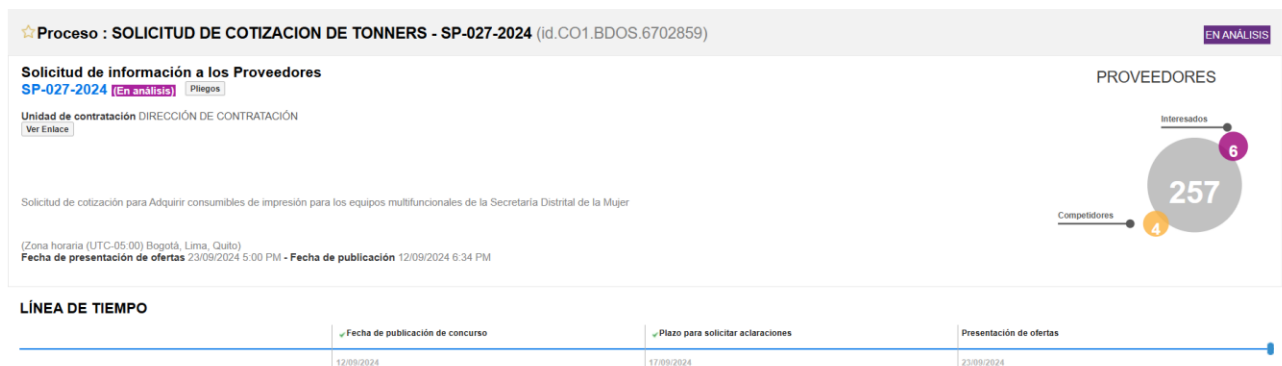 Proceso : SOLICITUD DE COTIZACION DE TONNERS - SP-027-2024 (id.CO1.BDOS.6702859)
EN ANÁLISIS
Solicitud de información a los Proveedores
SP-027-2024 (En análisis) Pliegos
Unidad de contratación DIRECCIÓN DE CONTRATACIÓN
Ver Enlace
PROVEEDORES
Interesados
6
257
Competidores
4
Solicitud de cotización para Adquirir consumibles de impresión para los equipos multifuncionales de la Secretaría Distrital de la Mujer
(Zona horaria (UTC-05:00) Bogotá, Lima, Quito)
Fecha de presentación de ofertas 23/09/2024 5:00 PM - Fecha de publicación 12/09/2024 6:34 PM
LÍNEA DE TIEMPO
Fecha de publicación de concurso
Plazo para solicitar aclaraciones
Presentación de ofertas
12/09/2024
17/09/2024
23/09/2024